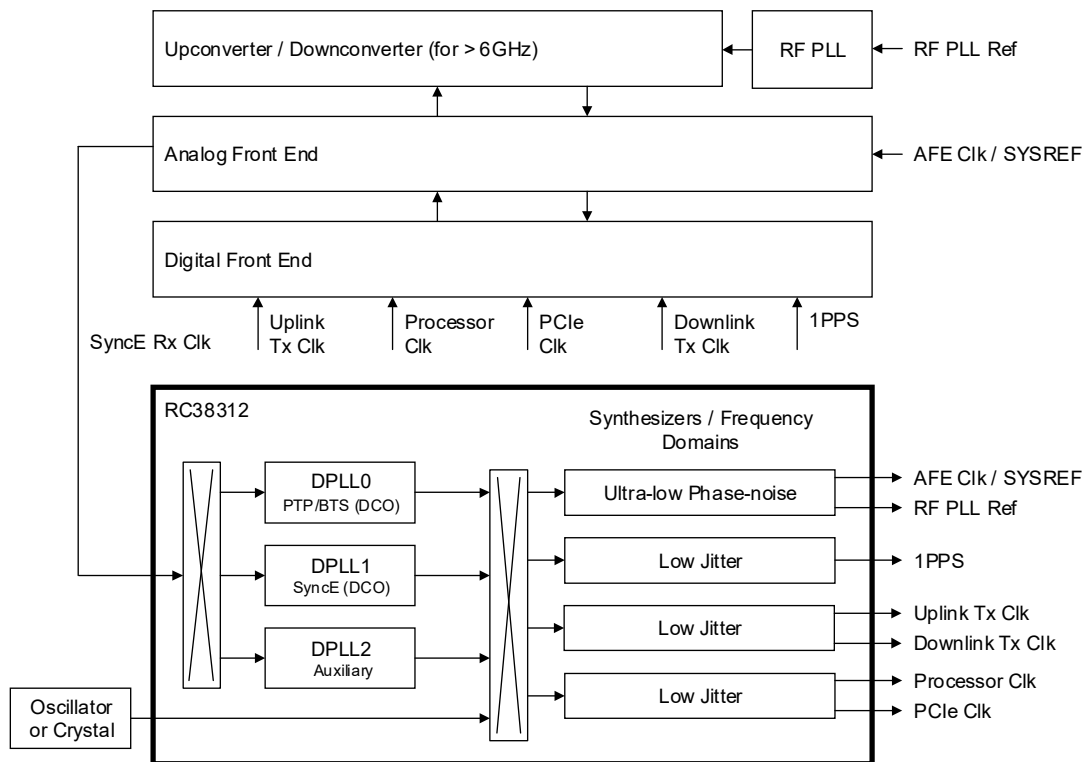 Upconverter / Downconverter (for > 6GHz)
RF PLL
RF PLL Ref
Analog Front End
AFE Clk / SYSREF
Digital Front End
SyncE Rx Clk
Uplink
Tx Clk
Processor
Clk
PCIe
Clk
Downlink
Tx Clk
1PPS
RC38312
Synthesizers / Frequency
Domains
DPLL0
PTP/BTS (DCO)
DPLL1
SyncE (DCO)
DPLL2
Auxiliary
Oscillator
or Crystal
Ultra-low Phase-noise
AFE Clk / SYSREF
RF PLL Ref
Low Jitter
1PPS
Low Jitter
Uplink Tx Clk
Downlink Tx Clk
Low Jitter
Processor Clk
PCIe Clk